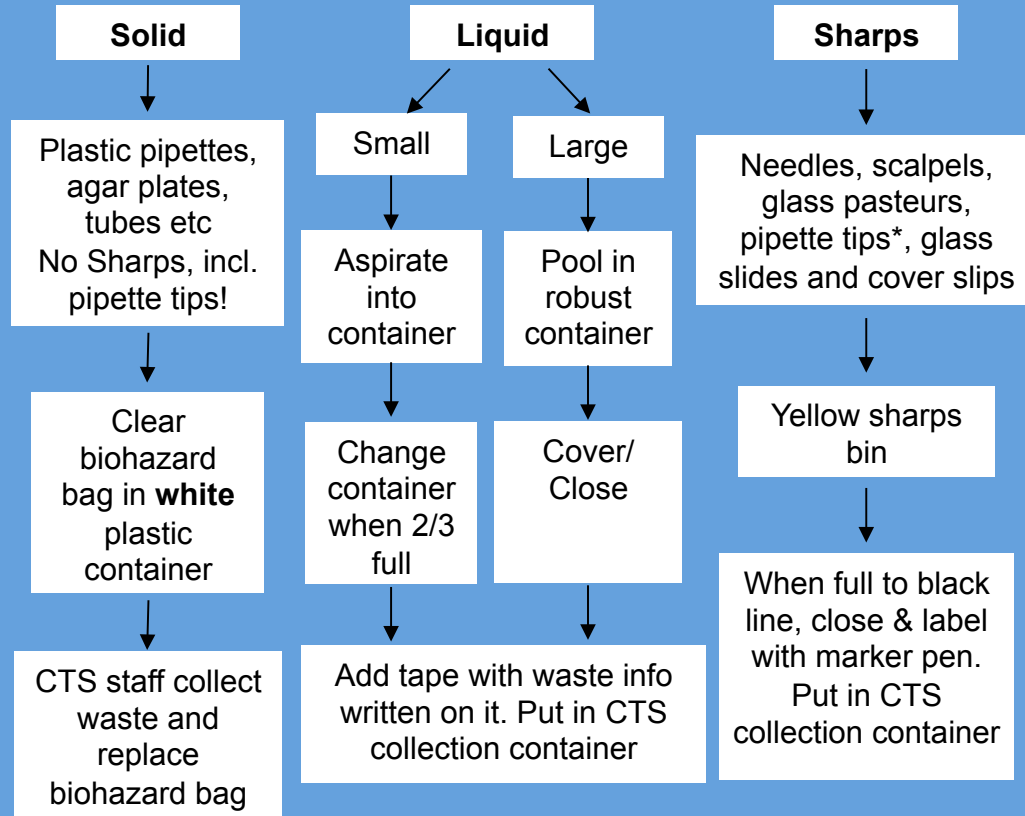 Solid
Plastic pipettes,
agar plates,
tubes etc
No Sharps, incl.
pipette tips!
Clear
biohazard
bag in white
plastic
container
CTS staff collect
waste and
replace
biohazard bag
Liquid
Small
Aspirate
into
container
Change
container
when 2/3
full
Large
Pool in
robust
container
Cover/
Close
Add tape with waste info
written on it. Put in CTS
collection container
Sharps
Needles, scalpels,
glass pasteurs,
pipette tips*, glass
slides and cover slips
Yellow sharps
bin
When full to black
line, close & label
with marker pen.
Put in CTS
collection container